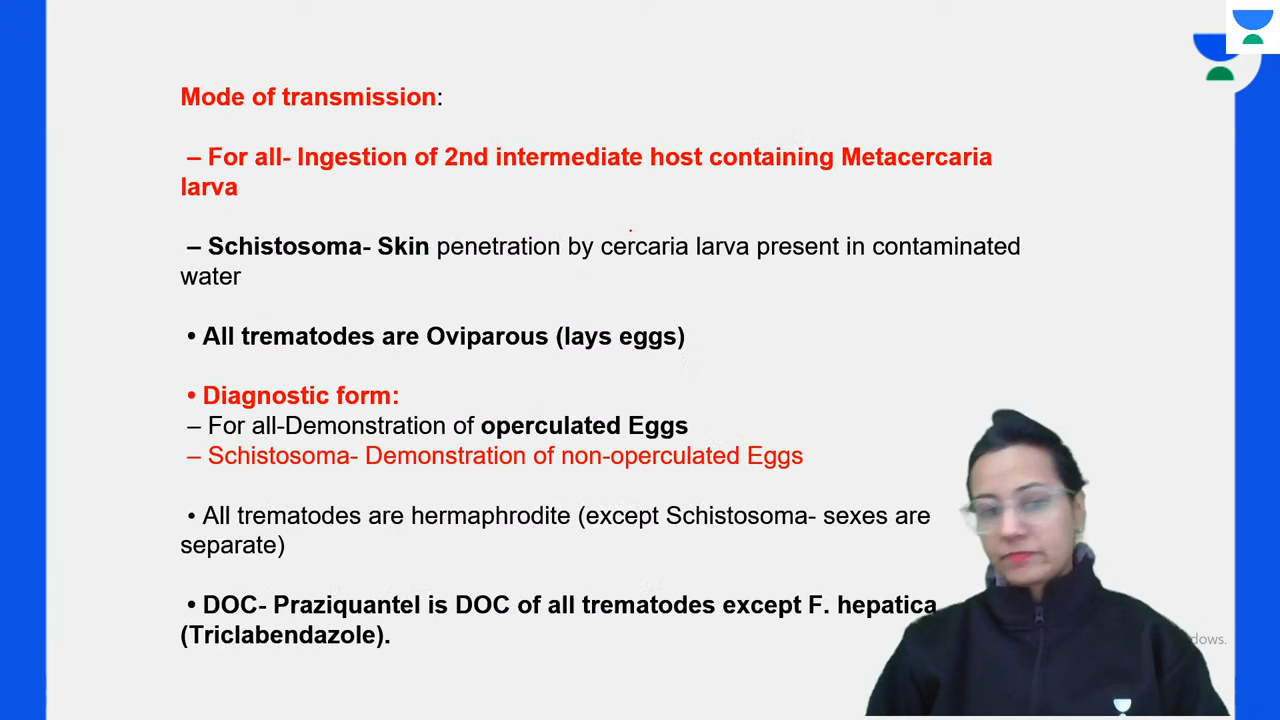 Mode of transmission:
– For all- Ingestion of 2nd intermediate host containing Metacercaria
larva
– Schistosoma- Skin penetration by cercaria larva present in contaminated
water
• All trematodes are Oviparous (lays eggs)
• Diagnostic form:
– For all-Demonstration of operculated Eggs
– Schistosoma- Demonstration of non-operculated Eggs
• All trematodes are hermaphrodite (except Schistosoma- sexes are
separate)
• DOC- Praziquantel is DOC of all trematodes except F. hepatica
(Triclabendazole).